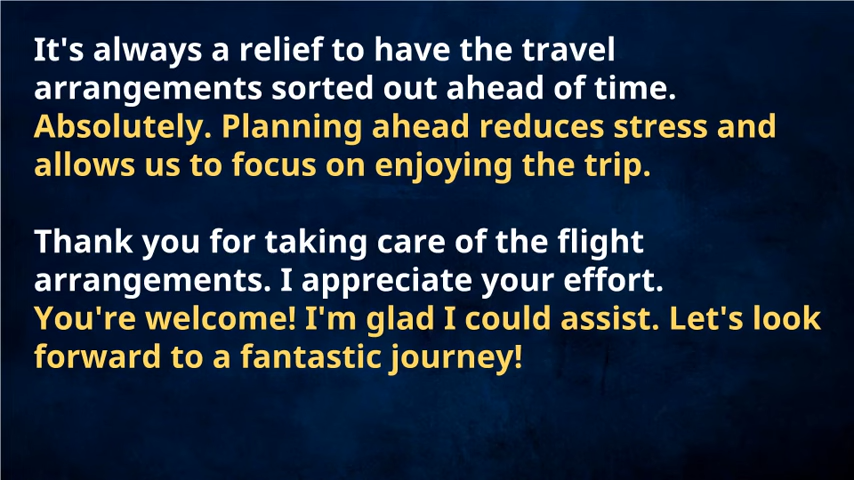 It's always a relief to have the travel
arrangements sorted out ahead of time.
Absolutely. Planning ahead reduces stress and
allows us to focus on enjoying the trip.
Thank you for taking care of the flight
arrangements. I appreciate your effort.
You're welcome! I'm glad I could assist. Let's look
forward to a fantastic journey!